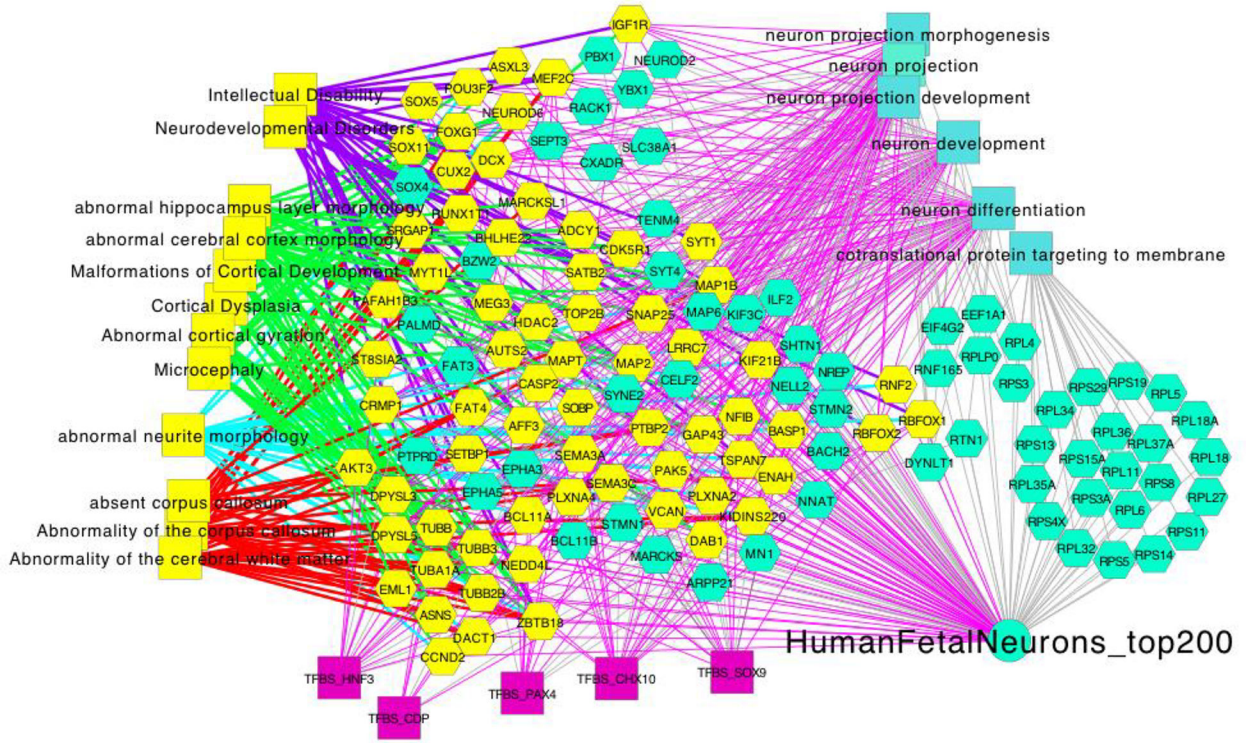 IGF1R
neuron projection morphogenesis
PBX1
NEUROD2
neuron projection
ASXL3
MEF2C
POU3F2
YBX1
Intellectual Disability
SOX5
neuron projection development
RACK1
NEUROD6
Neurodevelopmental Disorders
FOXG1
SEPT3
SLC38A1
neuron development
SOX11
DCX
CXADR
CUX2
SOX4
abnormal hippocampus layer morphology
MARCKSL1
RUNX1T1
TENM4
neuron differentiation
SRGAP1
ADCY1
BHLHE22
abnormal cerebral cortex morphology
CDK5R1
SYT1
cotranslational protein targeting to membrane
BZW2
Malformations of Cortical Development
MYT1L
SATB2
SYT4
MAP1B
PAFAH1B3
MEG3
ILF2
Cortical Dysplasia
PALMD
HDAC2
TOP2B
SNAP25
MAP6
KIF3C
EIF4G2
EEF1A1
Abnormal cortical gyration
ST8SIA2
AUTS2
MAPT
MAP2
LRRC7
KIF21B
SHTN1
RPLP0
RPL4
Microcephaly
FAT3
CASP2
SYNE2
CELF2
NELL2
NREP
RNF2
RNF165
RPS3
RPS29
RPS19
RPL5
CRMP1
FAT4
SOBP
STMN2
RPL34
RPL18A
abnormal neurite morphology
AFF3
PTBP2
GAP43
NFIB
BASP1
RBFOX2
RBFOX1
RTN1
RPS13
RPL36
RPL37A
PTPRD
SETBP1
SEMA3A
BACH2
DYNLT1
RPS15A
RPL18
AKT3
EPHA3
PAK5
TSPAN7
ENAH
RPL11
RPL35A
RPS8
DPYSL3
EPHA5
PLXNA4
SEMA3C
PLXNA2
NNAT
RPS3A
RPL27
absent corpus callosum
BCL11A
VCAN
KIDINS220
RPL6
RPS4X
Abnormality of the corpus callosum
DPYSL5
TUBB
STMN1
RPS11
TUBB3
BCL11B
DAB1
MN1
RPL32
RPS14
Abnormality of the cerebral white matter
TUBA1A
NEDD4L
MARCKS
RPS5
EML1
TUBB2B
ARPP21
ASNS
ZBTB18
DACT1
HumanFetalNeurons_top200
CCND2
TFBS_HNF3
TFBS_PAX4
TFBS_CHX10
TFBS_SOX9
TFBS_CDP